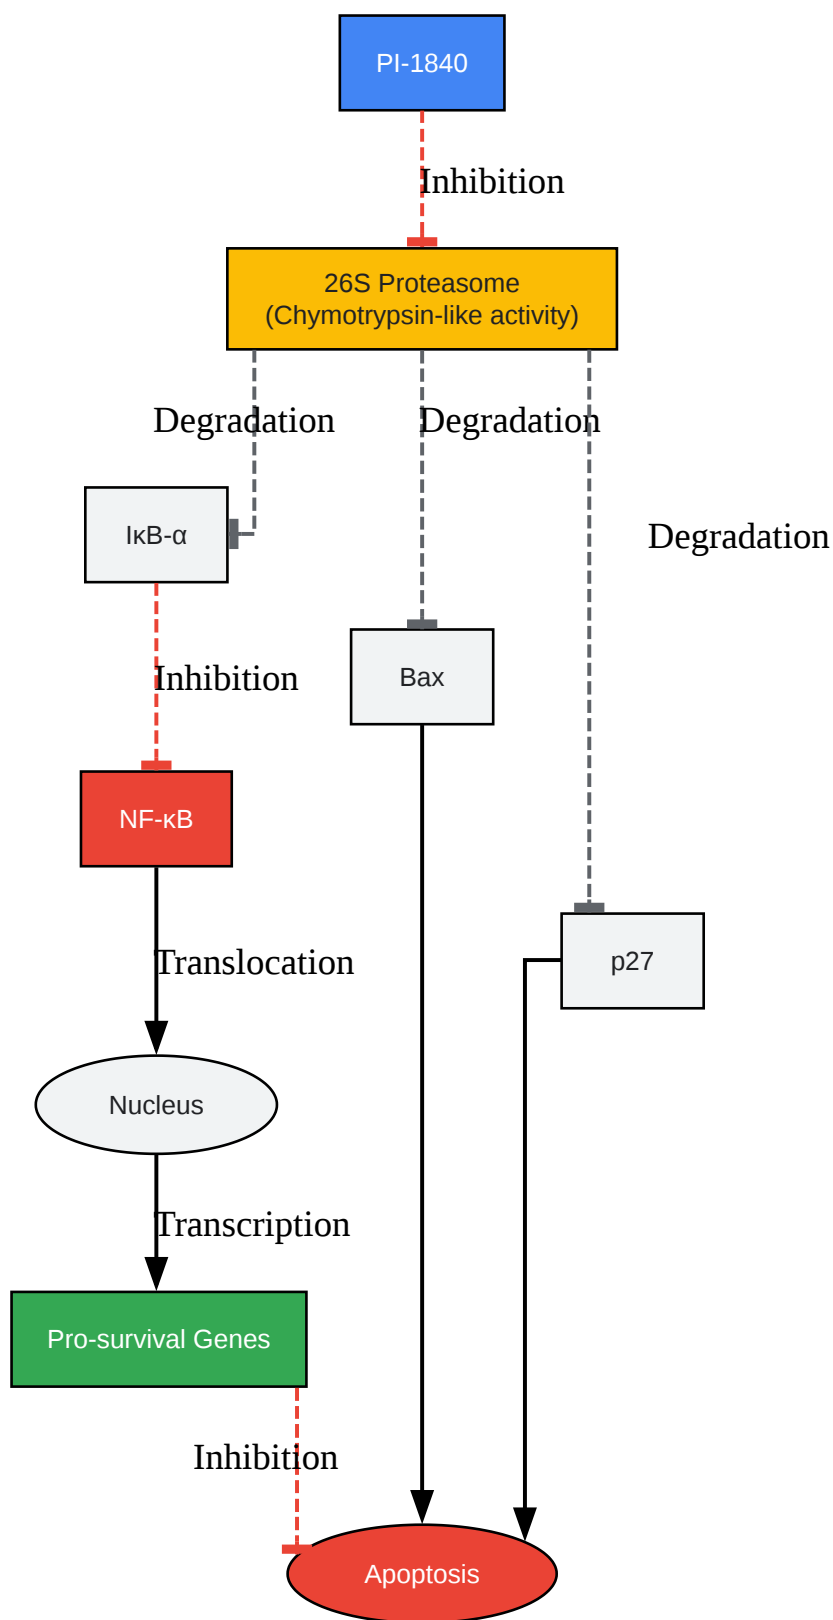 PI-1840
Inhibition
26S Proteasome
(Chymotrypsin-like activity)
Degradation
Degradation
Degradation
IκB-α
Inhibition
Bax
NF-κB
Translocation
p27
Nucleus
Transcription
Pro-survival Genes
Inhibition
Apoptosis